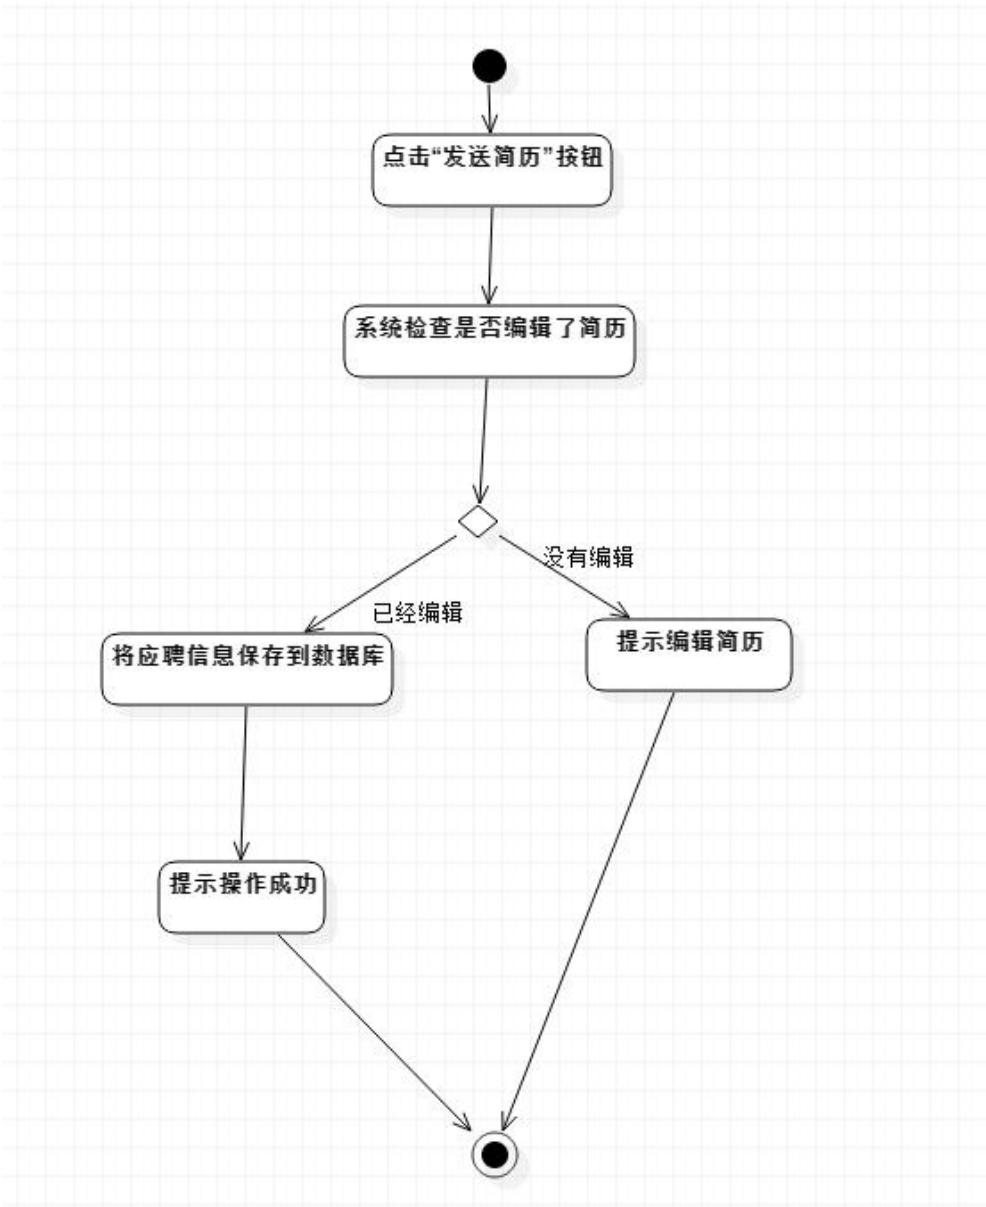 点击“发送简历”按钮
系统检查是否编辑了简历
没有编辑
已经编辑
提示编辑简历
将应聘信息保存到数据库
提示操作成功